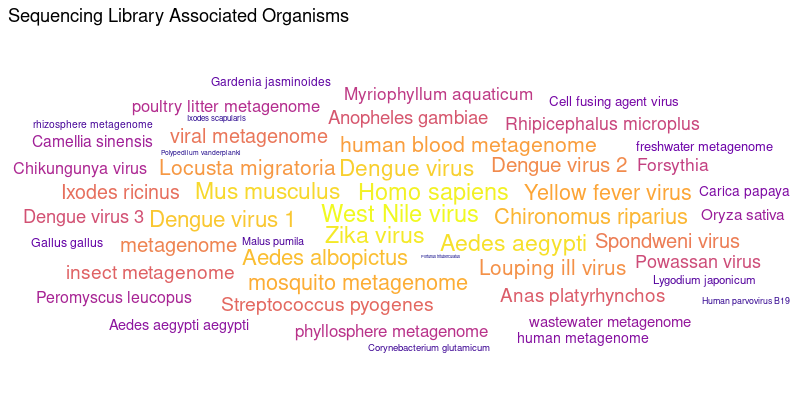 Sequencing Library Associated Organisms
Gardenia jasminoides
Myriophyllum aquaticum
Cell fusing agent virus
poultry litter metagenome
Ixodes scapularis
Anopheles gambiae
Rhipicephalus microplus
rhizosphere metagenome
Camellia sinensis
viral metagenome
human blood metagenome
freshwater metagenome
Polypedilum vanderplanki
Chikungunya virus
Locusta migratoria
Dengue virus
Dengue virus 2
Forsythia
Ixodes ricinus
Mus musculus
Homo sapiens
Yellow fever virus
Carica papaya
Dengue virus 3
Dengue virus 1
West Nile virus
Chironomus riparius
Oryza sativa
Gallus gallus
metagenome
Malus pumila
Zika virus
Aedes aegypti
Spondweni virus
Aedes albopictus
Louping ill virus
Powassan virus
insect metagenome
mosquito metagenome
Lygodium japonicum
Peromyscus leucopus
Streptococcus pyogenes
Anas platyrhynchos
Human parvovirus B19
Aedes aegypti aegypti
phyllosphere metagenome
wastewater metagenome
human metagenome
Corynebacterium glutamicum